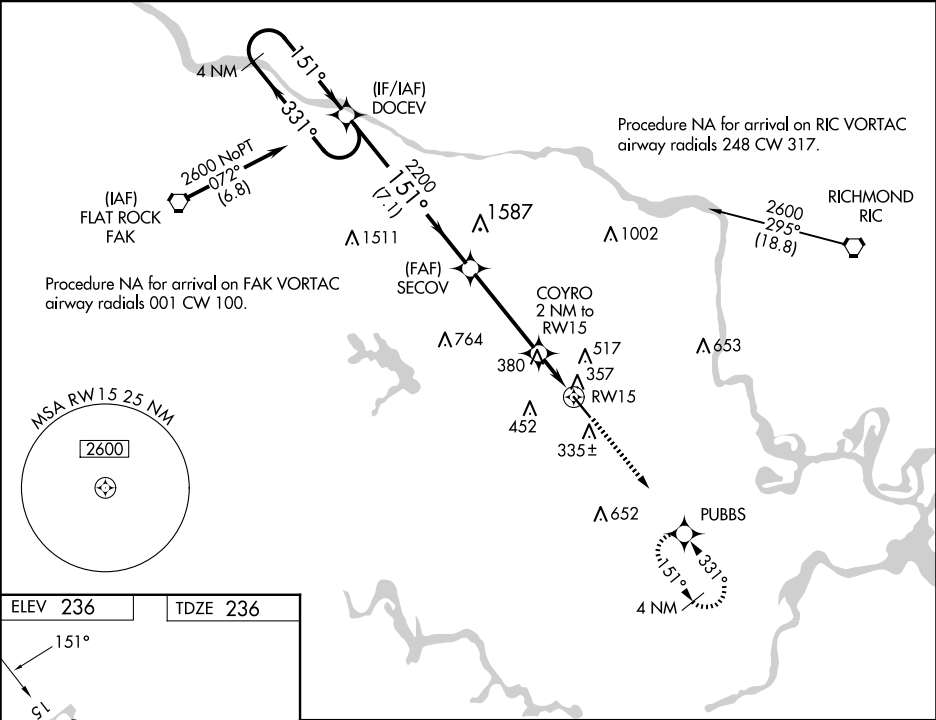 151°
4 NM
331°
(IF/IAF)
DOCEV
Procedure NA for arrival on RIC VORTAC
airway radials 248 CW 317.
2600 NoPT
072°
(6.8)
(IAF)
FLAT ROCK
FAK
2200
151°
(7.1)
1587
1511
1002
RICHMOND
RIC
2600
295°
(18.8)
Procedure NA for arrival on FAK VORTAC
airway radials 001 CW 100.
(FAF)
SECOV
COYRO
2 NM to
RW15
764
380
517
653
357
RW15
452
335±
MSA RW15 25 NM
2600
652
PUBBS
151°
331°
4 NM
ELEV 236
TDZE 236
151°
15